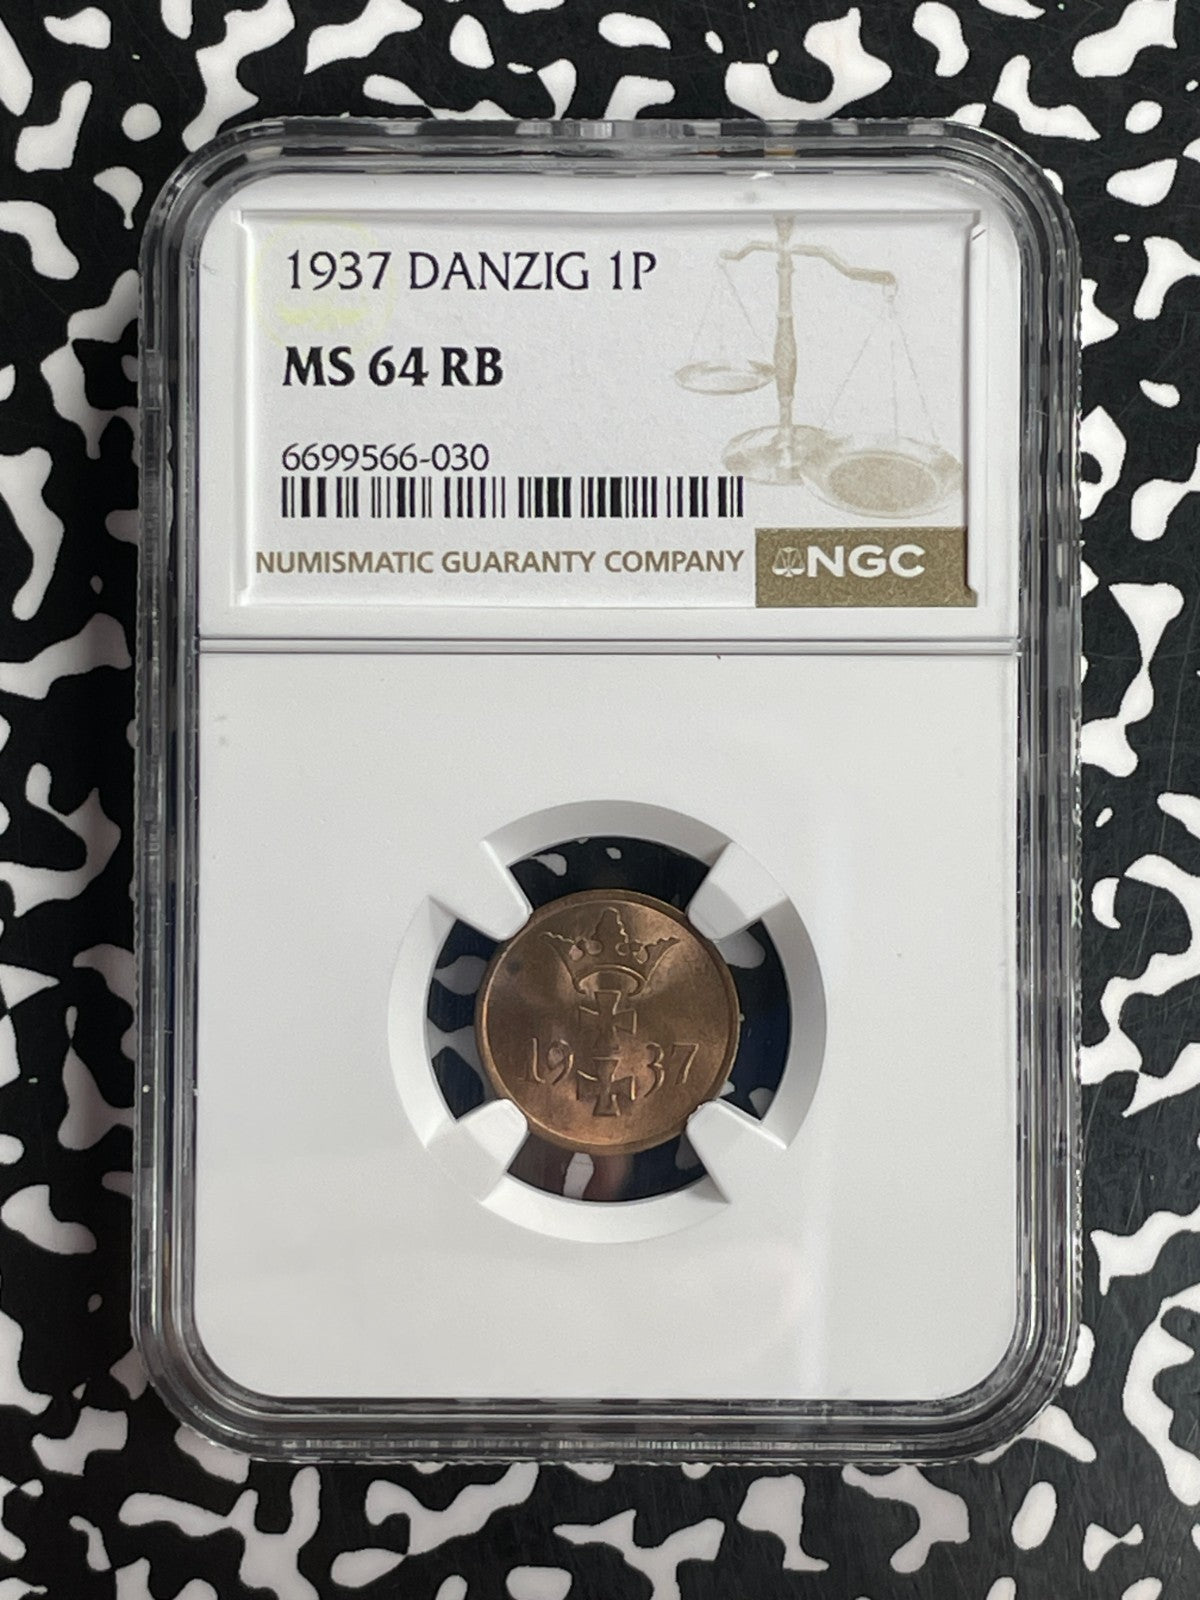 1937 DANZIG 1P
MS 64 RB
6699566-030
NUMISMATIC GUARANTY COMPANY NGC
19 37